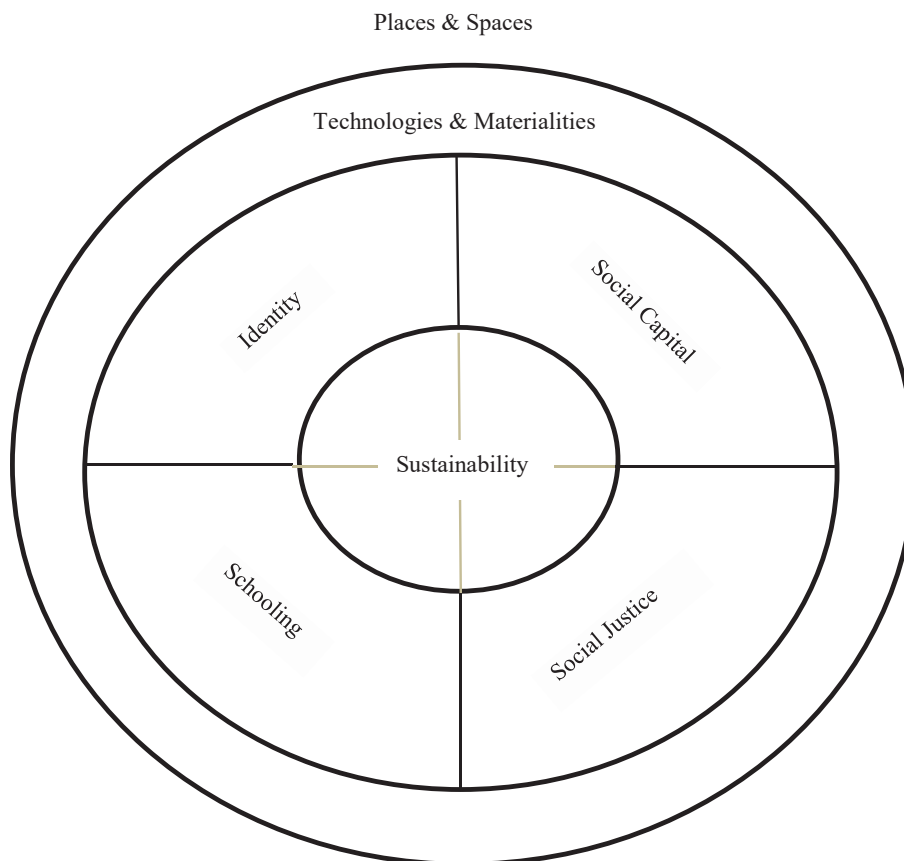 Places & Spaces
Technologies & Materialities
Identity
Social Capital
Sustainability
Schooling
Social Justice